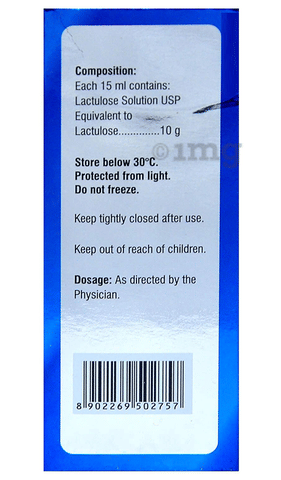 Composition:
Each 15 ml contains:
Lactulose Solution USP
Equivalent to
Lactulose..............10 g
©1mg
Store below 30°C.
Protected from light.
Do not freeze.
Keep tightly closed after use.
Keep out of reach of children.
Dosage: As directed by the
Physician.
8 902269 502757